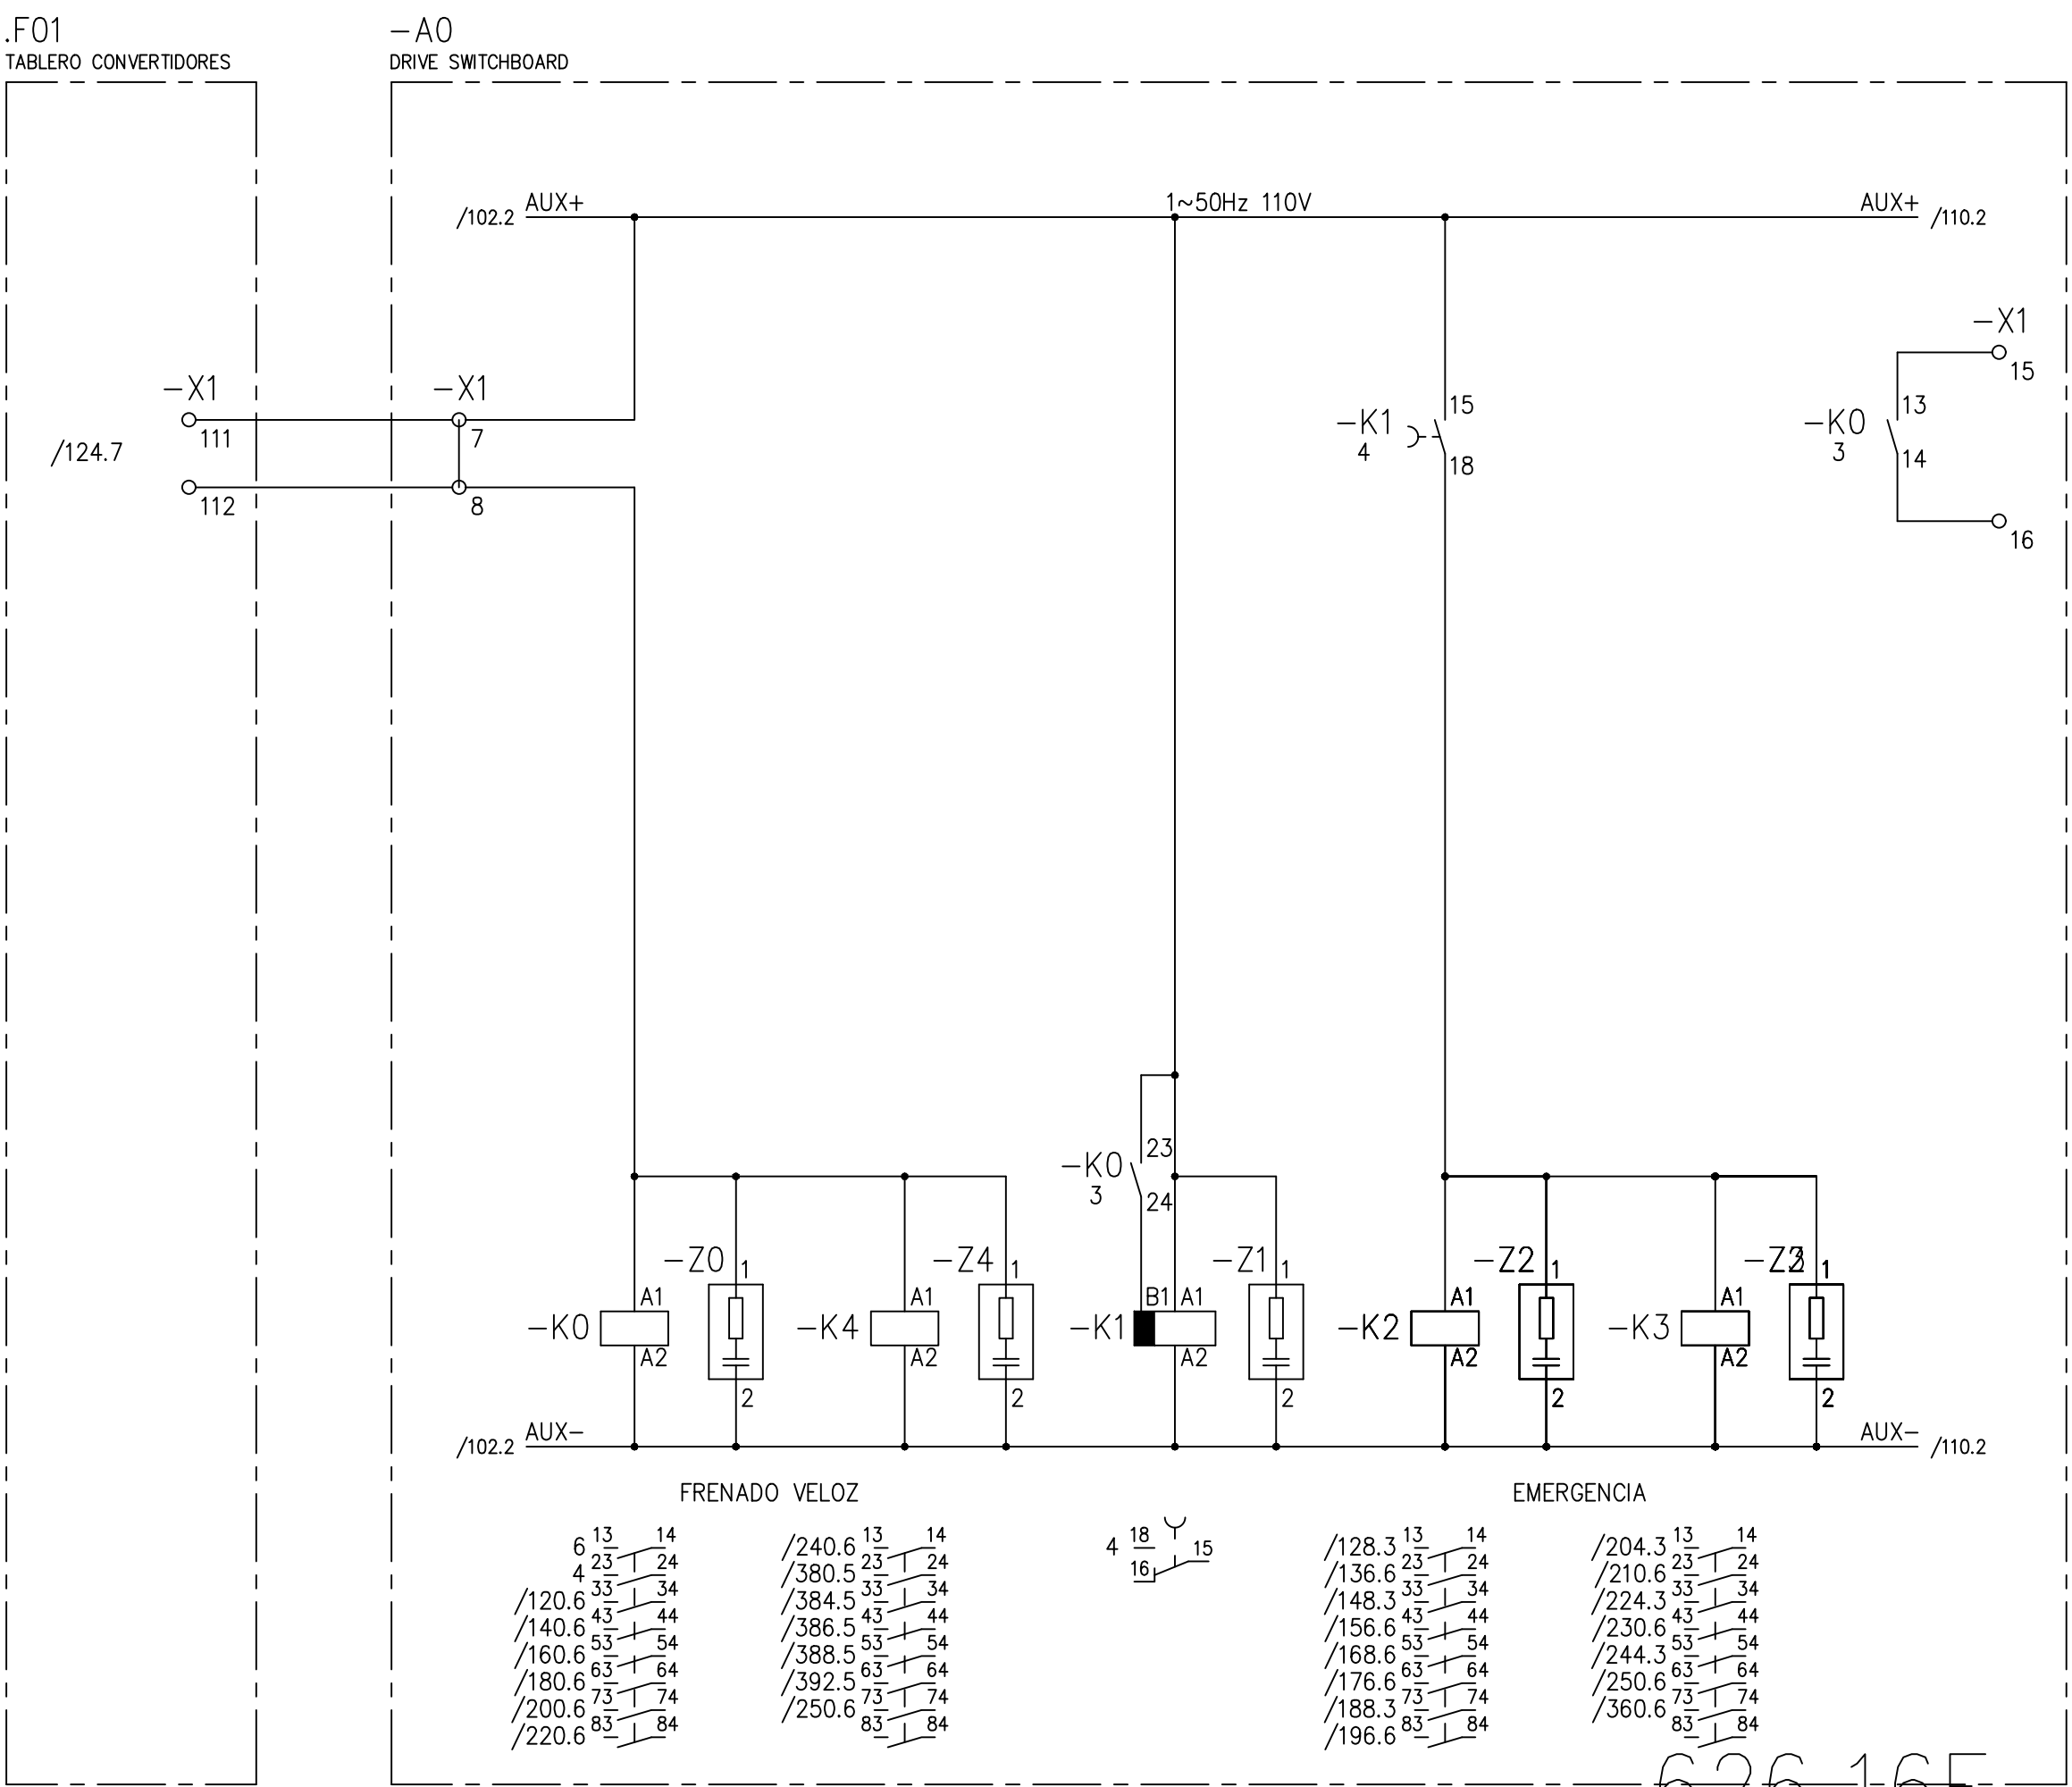 .F01
TABLERO CONVERTIDORES
-A0
DRIVE SWITCHBOARD
/102.2 AUX+
1~50Hz 110V
AUX+ /110.2
-X1
15
-X1
111
-X1
7
/124.7
112
8
-K1
4
15
18
-K0
3
13
14
16
-K0
3
23
24
-Z0
1
-Z4
1
-Z1
1
-Z2
1
1
-K0
A1
A2
-K4
A1
A2
-K1
B1
A1
A2
-K2
A1
A2
-K3
A1
A2
2
2
2
2
2
/102.2 AUX-
AUX- /110.2
FRENADO VELOZ
EMERGENCIA
6 13 14
4 23 24
/120.6 33 34
/140.6 43 44
/160.6 53 54
/180.6 63 64
/200.6 73 74
/220.6 83 84
/240.6 13 14
/380.5 23 24
/384.5 33 34
/386.5 43 44
/388.5 53 54
/392.5 63 64
/250.6 73 74
83 84
4 18 15
16
/128.3 13 14
/136.6 23 24
/148.3 33 34
/156.6 43 44
/168.6 53 54
/176.6 63 64
/188.3 73 74
/196.6 83 84
/204.3 13 14
/210.6 23 24
/224.3 33 34
/230.6 43 44
/244.3 53 54
/250.6 63 64
/360.6 73 74
83 84